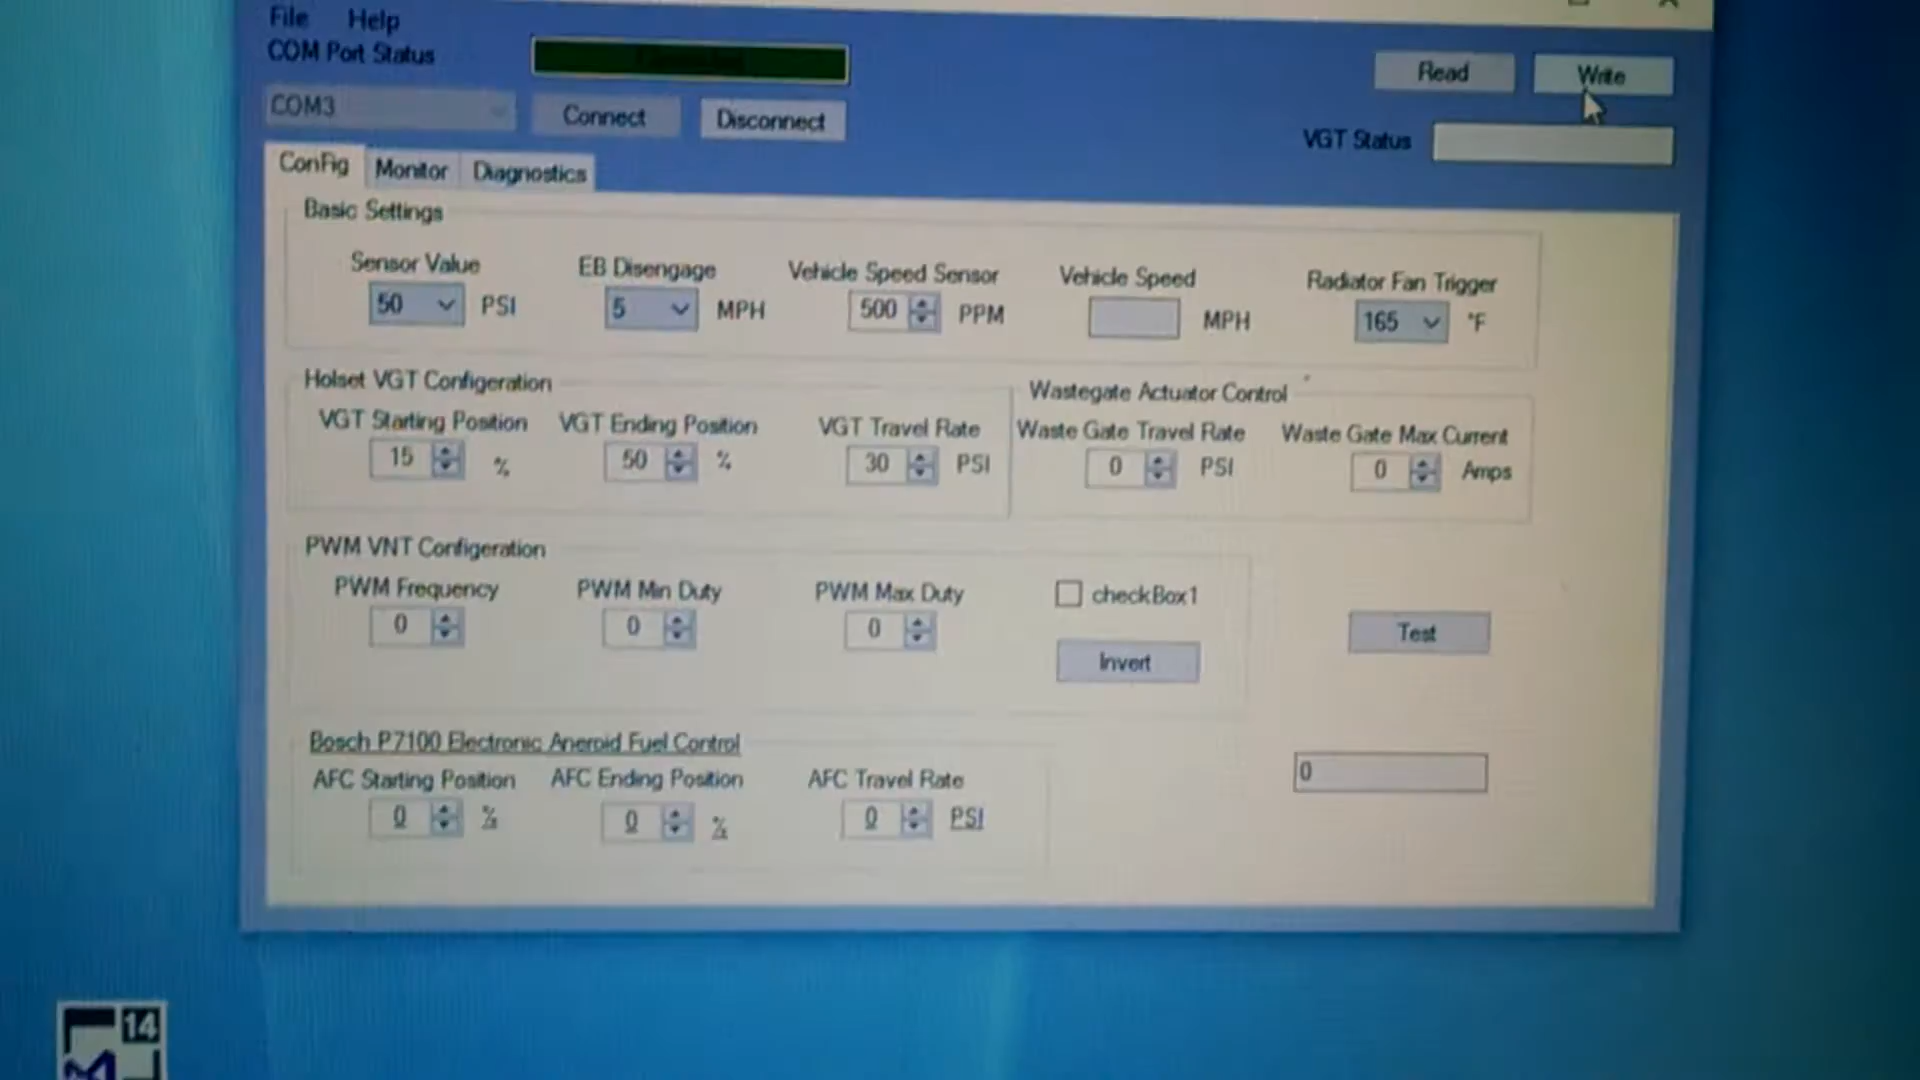 File Help
COM Port Status
Read Write
COM3 Connect Disconnect
VGT Status
ConFig Monitor Diagnostics
Basic Settings
Sensor Value EB Disengage Vehicle Speed Sensor Vehicle Speed Radiator Fan Trigger
50 PSI 5 MPH 500 PPM MPH 165 °F
Holset VGT Configeration Wastegate Actuator Control
VGT Starting Position VGT Ending Position VGT Travel Rate Waste Gate Travel Rate Waste Gate Max Current
15 % 50 % 30 PSI 0 PSI 0 Amps
PWM VNT Configeration
PWM Frequency PWM Min Duty PWM Max Duty checkBox1
0 0 0
Invert Test
Bosch P7100 Electronic Aneroid Fuel Control
AFC Starting Position AFC Ending Position AFC Travel Rate
0 % 0 % 0 PSI
0
14